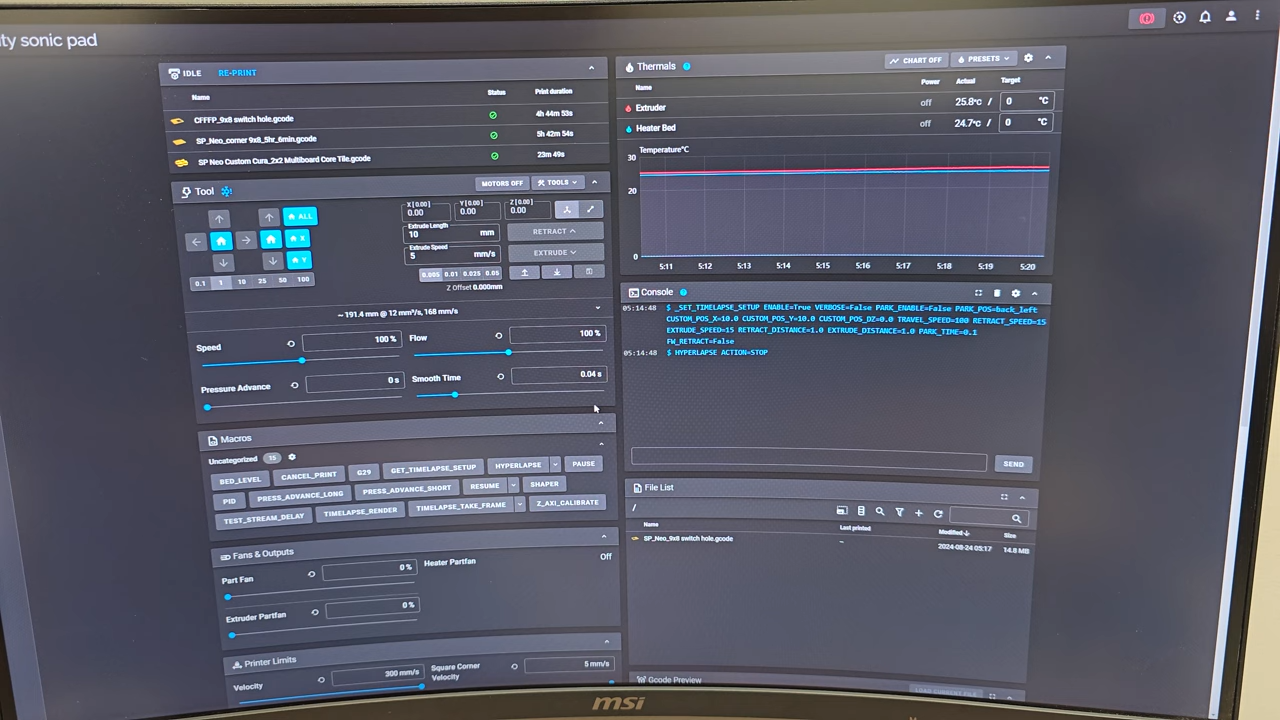 ty sonic pad
IDLE RE-PRINT
Name Status Print duration
CFFFP_9x8 switch hole.gcode 4h 44m 53s
SP_Neo_corner 9x8_5hr_6min.gcode 5h 42m 54s
SP Neo Custom Cura_2x2 Multiboard Core Tile.gcode 23m 49s
Tool MOTORS OFF TOOLS
ALL
X
Y
X [0.00] Y [0.00] Z [0.00]
0.00 0.00 0.00
Extrude Length
10 mm RETRACT
Extrude Speed
5 mm/s EXTRUDE
0.1 1 10 25 50 100
0.005 0.01 0.025 0.05
Z Offset 0.000mm
~ 191.4 mm @ 12 mm³/s, 168 mm/s
Speed 100 % Flow 100 %
Pressure Advance 0 s Smooth Time 0.04 s
Macros
Uncategorized 15
BED_LEVEL CANCEL_PRINT G29 GET_TIMELAPSE_SETUP HYPERLAPSE PAUSE
PID PRESS_ADVANCE_LONG PRESS_ADVANCE_SHORT RESUME SHAPER
TEST_STREAM_DELAY TIMELAPSE_RENDER TIMELAPSE_TAKE_FRAME Z_AXI_CALIBRATE
Fans & Outputs
Part Fan 0 % Heater Partfan Off
Extruder Partfan 0 %
Printer Limits
Velocity 300 mm/s Square Corner Velocity 5 mm/s
Thermals CHART OFF PRESETS
Name Power Actual Target
Extruder off 25.8°C / 0 °C
Heater Bed off 24.7°C / 0 °C
Temperature°C
30
20
0
5:11 5:12 5:13 5:14 5:15 5:16 5:17 5:18 5:19 5:20
Console
05:14:48 $ _SET_TIMELAPSE_SETUP ENABLE=True VERBOSE=False PARK_ENABLE=False PARK_POS=back_left
CUSTOM_POS_X=10.0 CUSTOM_POS_Y=10.0 CUSTOM_POS_DZ=0.0 TRAVEL_SPEED=100 RETRACT_SPEED=15
EXTRUDE_SPEED=15 RETRACT_DISTANCE=1.0 EXTRUDE_DISTANCE=1.0 PARK_TIME=0.1
FW_RETRACT=False
05:14:48 $ HYPERLAPSE ACTION=STOP
SEND
File List
/
Name Last printed Modified Size
SP_Neo_9x8 switch hole.gcode – 2024-08-24 05:17 14.8 MB
Gcode Preview LOAD CURRENT FILE
msi